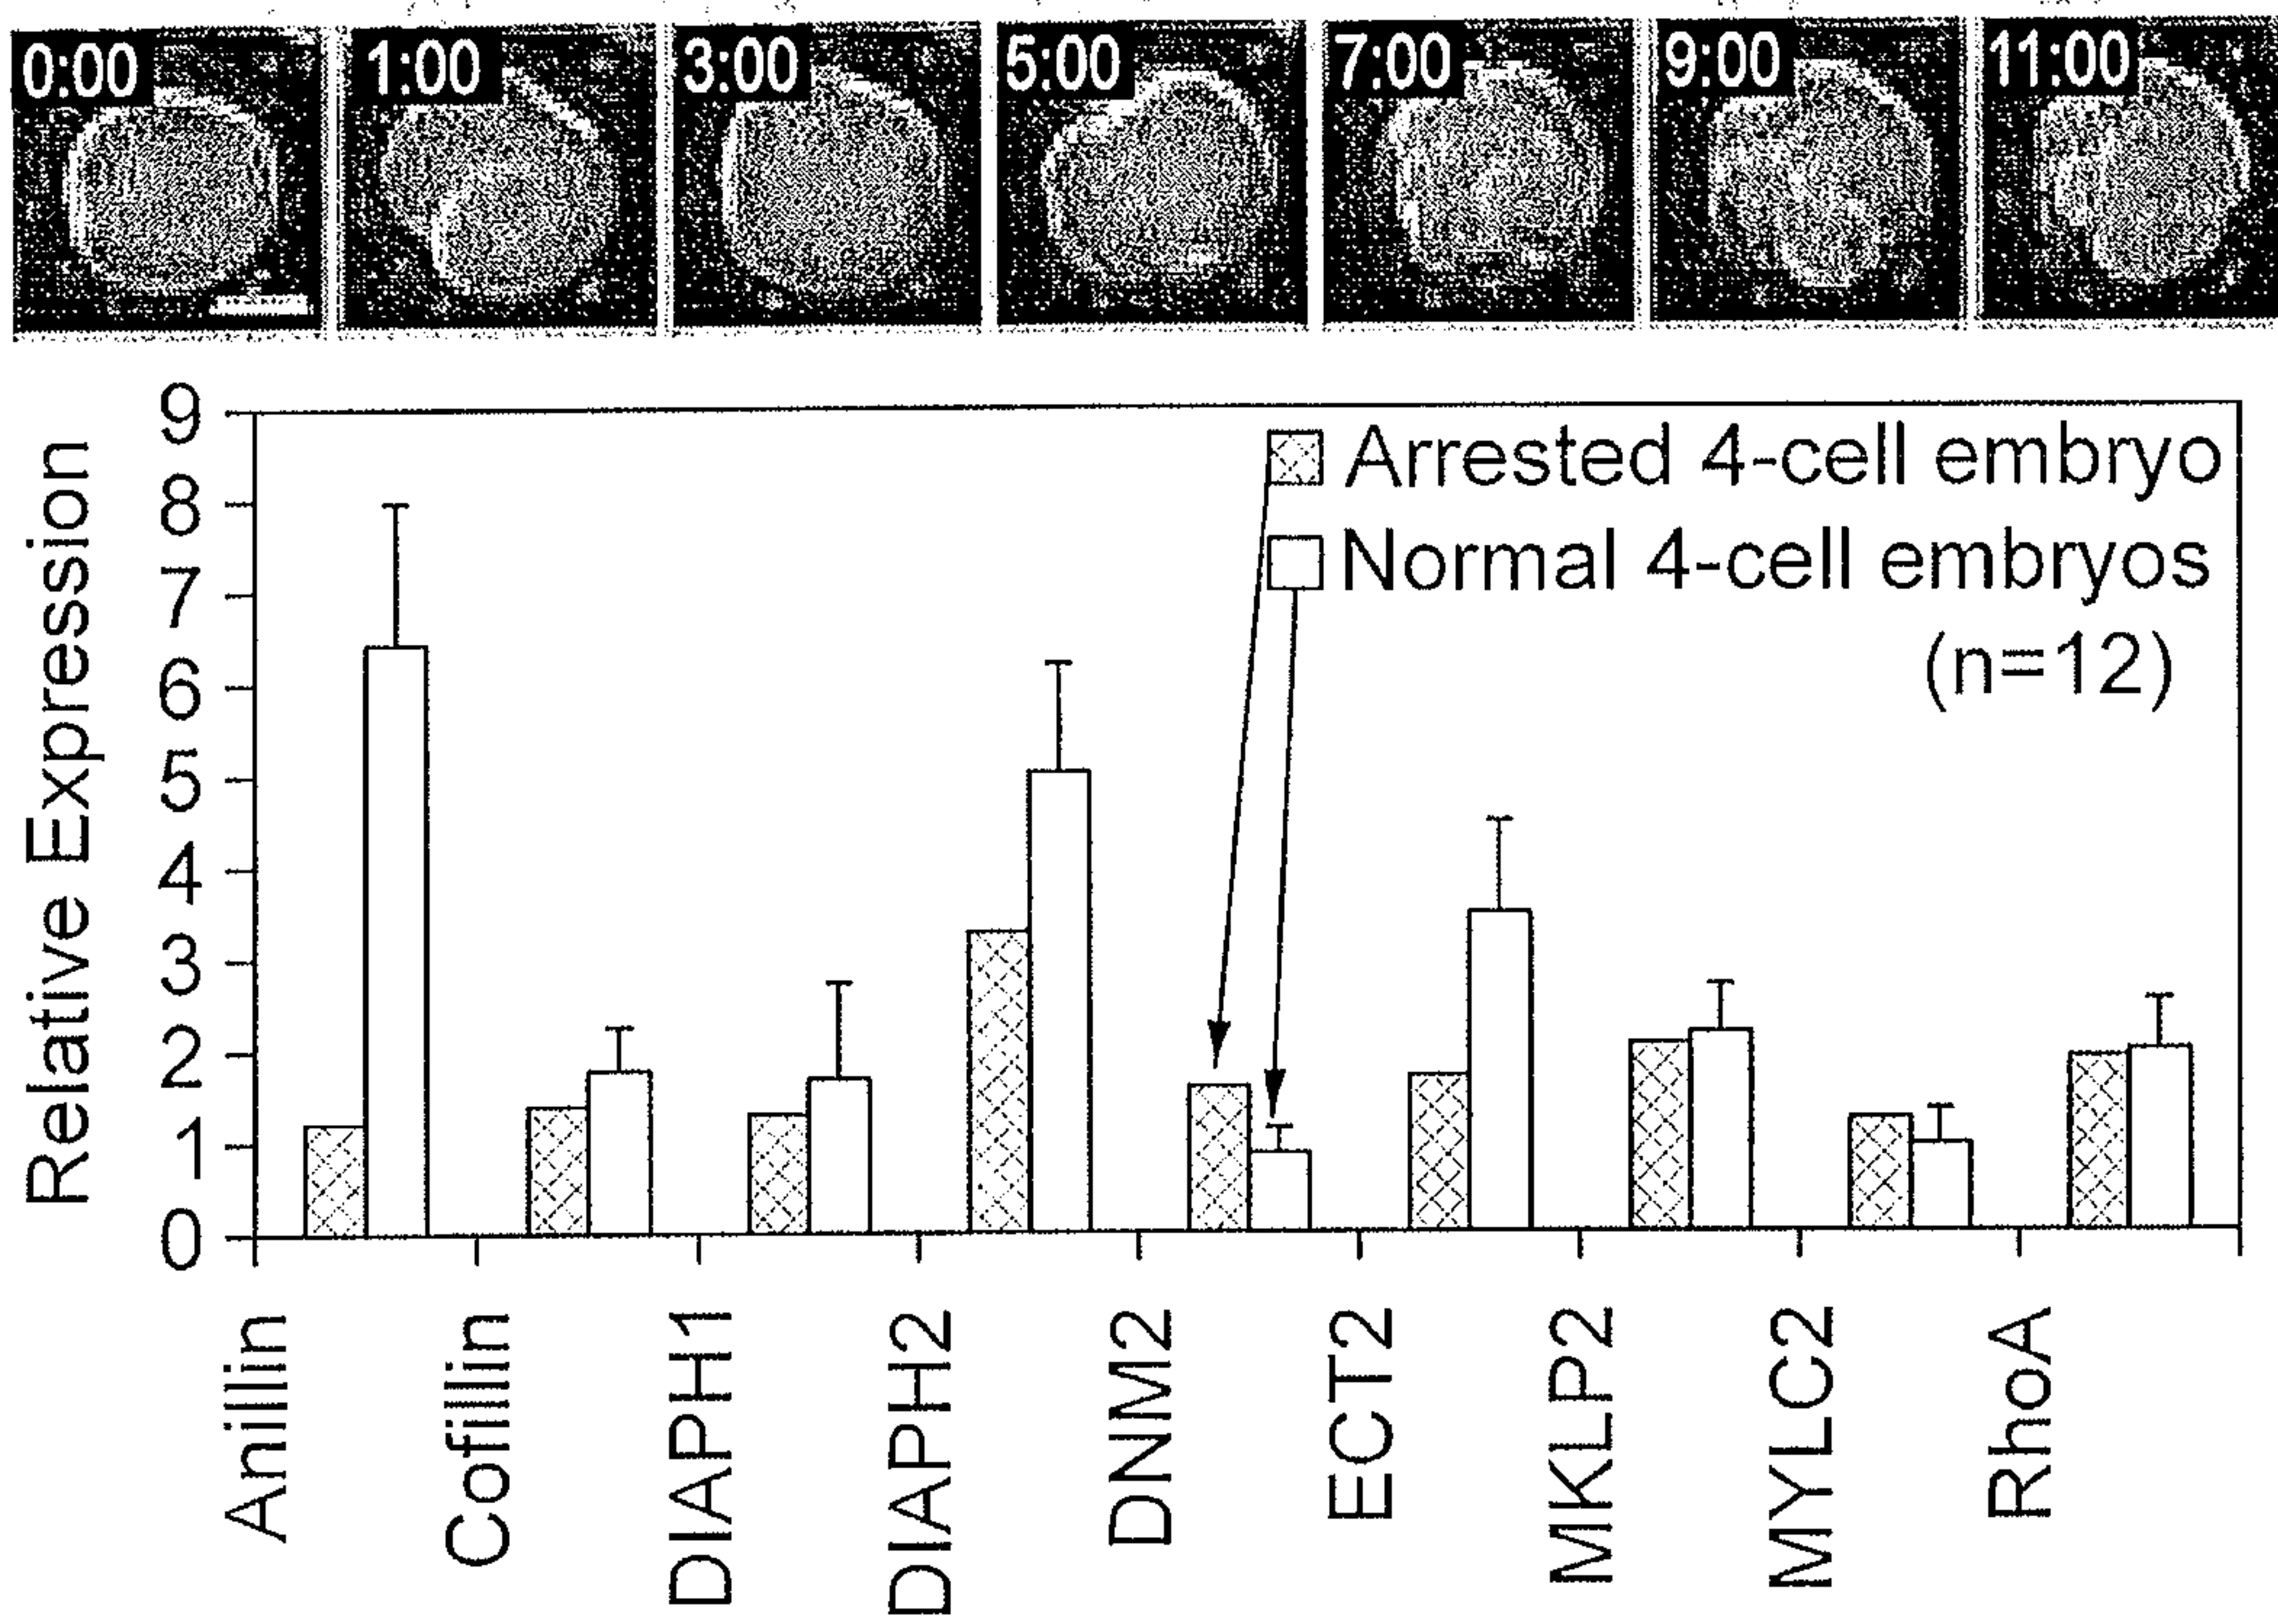 0:00 1:00 3:00 5:00 7:00 9:00 11:00
Relative Expression
9
8
7
6
5
4
3
2
1
0
Arrested 4-cell embryo
Normal 4-cell embryos
(n=12)
Anillin
Cofillin
DIAPH1
DIAPH2
DNM2
ECT2
MKLP2
MYLC2
RhoA